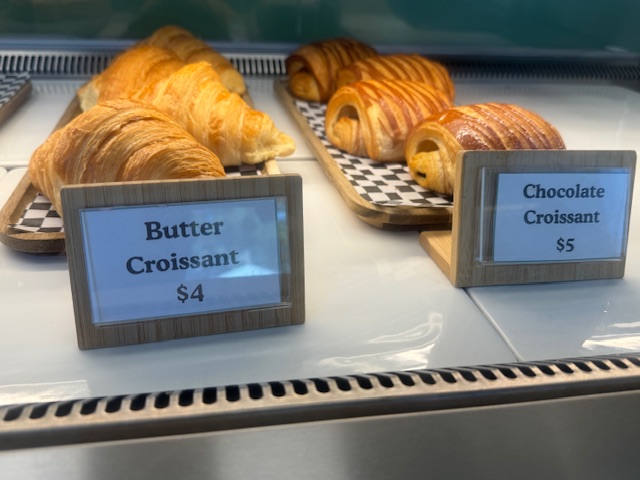 Butter
Croissant
$4
Chocolate
Croissant
$5